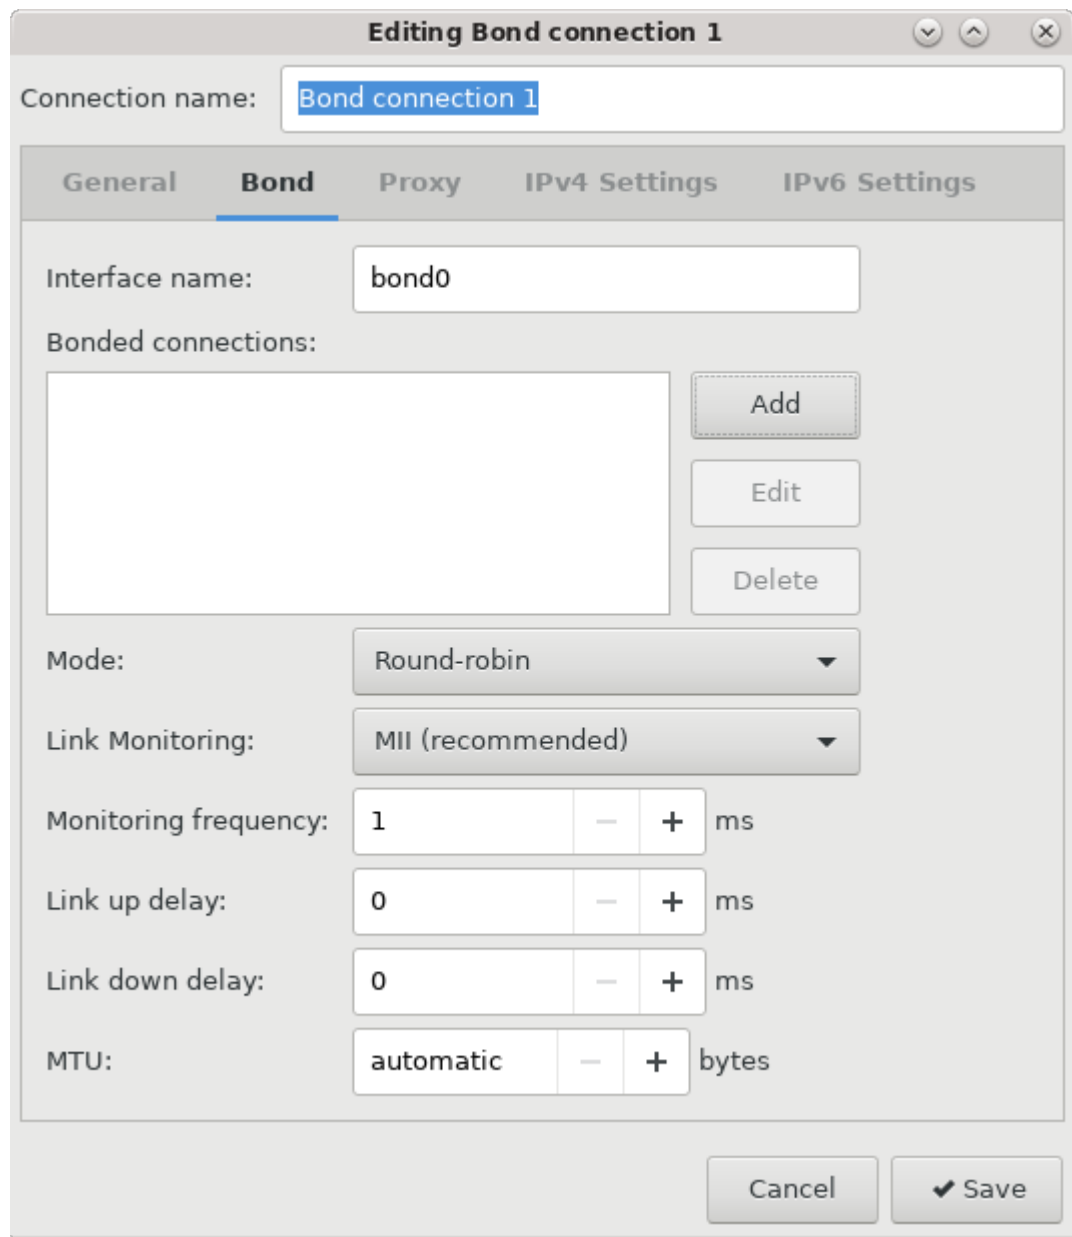 Editing Bond connection 1
Connection name: Bond connection 1
General Bond Proxy IPv4 Settings IPv6 Settings
Interface name: bond0
Bonded connections:
Add
Edit
Delete
Mode: Round-robin
Link Monitoring: MII (recommended)
Monitoring frequency: 1 − + ms
Link up delay: 0 − + ms
Link down delay: 0 − + ms
MTU: automatic − + bytes
Cancel ✔ Save